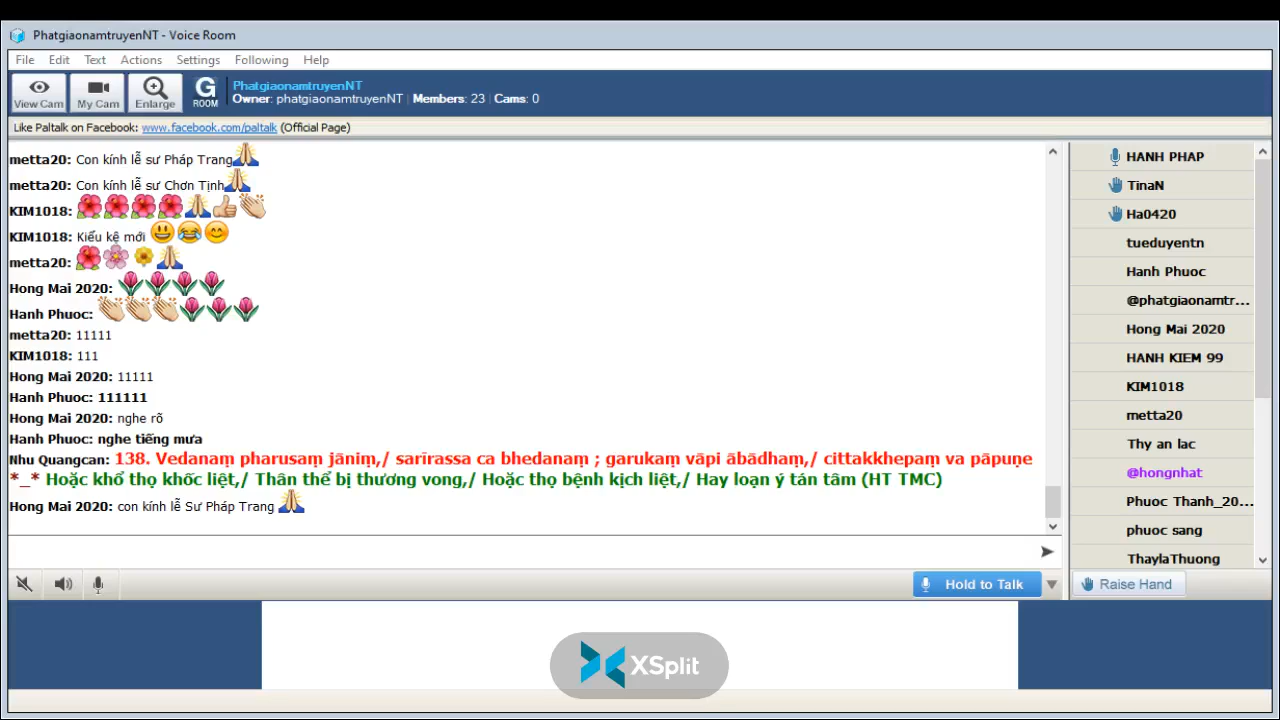 PhatgiaonamtruyenNT - Voice Room
File Edit Text Actions Settings Following Help
View Cam My Cam Enlarge G ROOM
PhatgiaonamtruyenNT
Owner: phatgiaonamtruyenNT | Members: 23 | Cams: 0
Like Paltalk on Facebook: www.facebook.com/paltalk (Official Page)
metta20: Con kính lễ sư Pháp Trang
metta20: Con kính lễ sư Chơn Tịnh
KIM1018:
KIM1018: Kiểu kệ mới
metta20:
Hong Mai 2020:
Hanh Phuoc:
metta20: 11111
KIM1018: 111
Hong Mai 2020: 11111
Hanh Phuoc: 111111
Hong Mai 2020: nghe rõ
Hanh Phuoc: nghe tiếng mưa
Nhu Quangcan: 138. Vedanaṃ pharusaṃ jāniṃ,/ sarīrassa ca bhedanaṃ ; garukaṃ vāpi ābādhaṃ,/ cittakkhepaṃ va pāpuṇe
*_* Hoặc khổ thọ khốc liệt,/ Thân thể bị thương vong,/ Hoặc thọ bệnh kịch liệt,/ Hay loạn ý tán tâm (HT TMC)
Hong Mai 2020: con kính lễ Sư Pháp Trang
HANH PHAP
TinaN
Ha0420
tueduyentn
Hanh Phuoc
@phatgiaonamtr...
Hong Mai 2020
HANH KIEM 99
KIM1018
metta20
Thy an lac
@hongnhat
Phuoc Thanh_20...
phuoc sang
ThaylaThuong
Hold to Talk
Raise Hand
XSplit